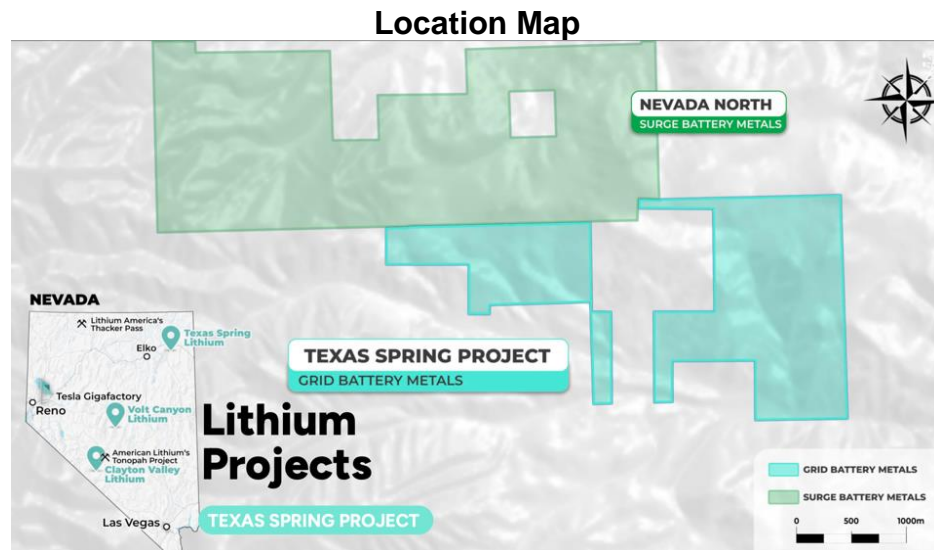 Location Map
NEVADA NORTH
SURGE BATTERY METALS
NEVADA
Lithium America's
Thacker Pass
Texas Spring
Lithium
Elko
TEXAS SPRING PROJECT
GRID BATTERY METALS
Tesla Gigafactory
Reno
Volt Canyon
Lithium
Lithium
Projects
American Lithium's
Tonopah Project
Clayton Valley
Lithium
Las Vegas
TEXAS SPRING PROJECT
GRID BATTERY METALS
SURGE BATTERY METALS
0 500 1000m